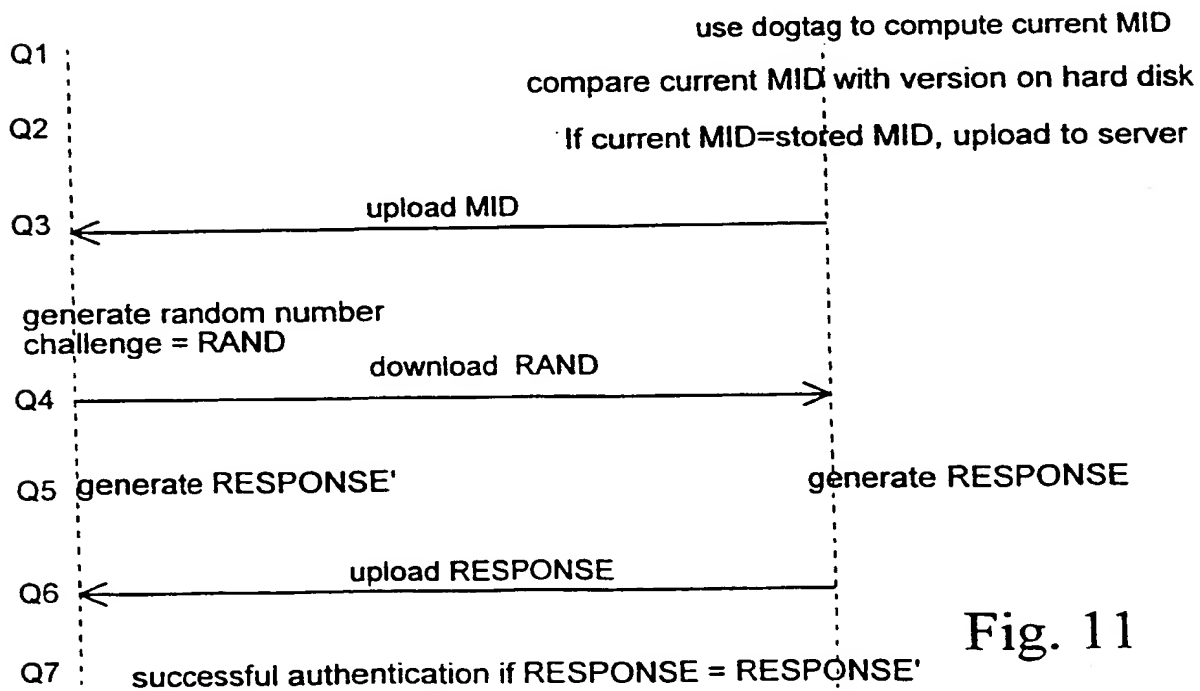 use dogtag to compute current MID
Q1
compare current MID with version on hard disk
Q2
If current MID=stored MID, upload to server
upload MID
Q3
generate random number
challenge = RAND
download RAND
Q4
Q5
generate RESPONSE'
generate RESPONSE
upload RESPONSE
Q6
Fig. 11
Q7
successful authentication if RESPONSE = RESPONSE'